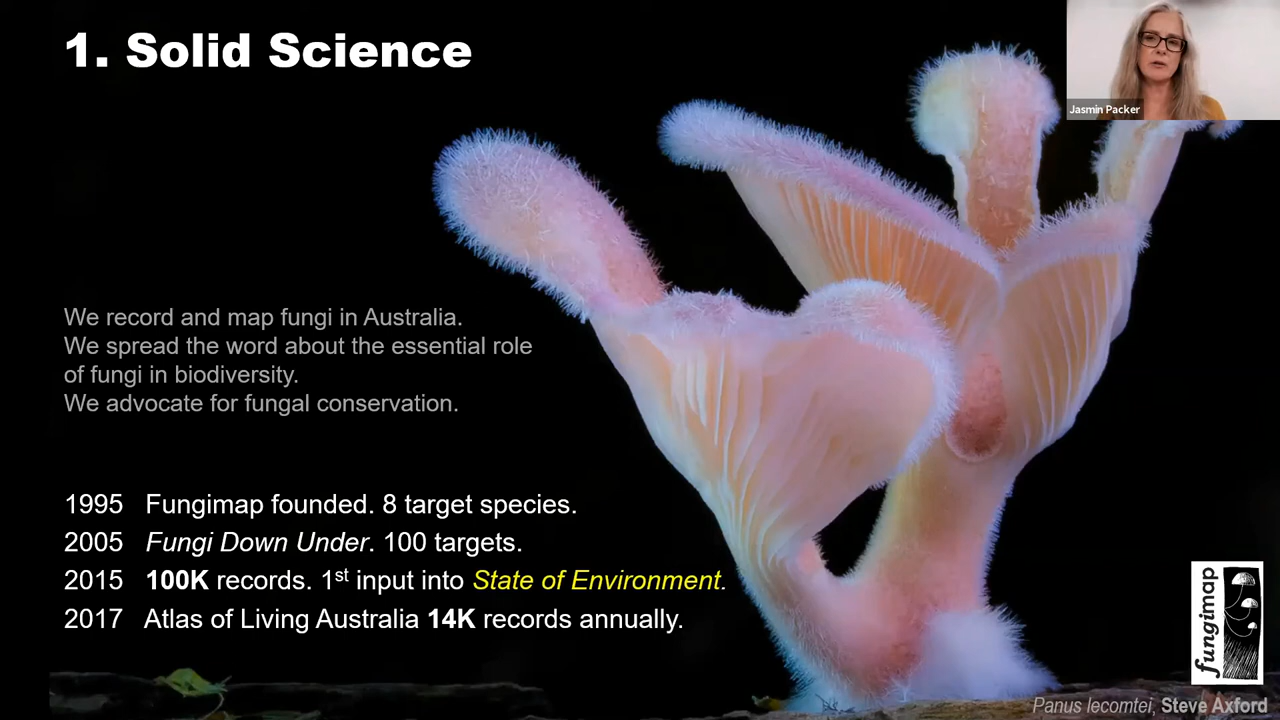 1. Solid Science
Jasmin Packer
We record and map fungi in Australia.
We spread the word about the essential role
of fungi in biodiversity.
We advocate for fungal conservation.
1995 Fungimap founded. 8 target species.
2005 Fungi Down Under. 100 targets.
2015 100K records. 1st input into State of Environment.
2017 Atlas of Living Australia 14K records annually.
fungimap
Panus lecomtei, Steve Axford